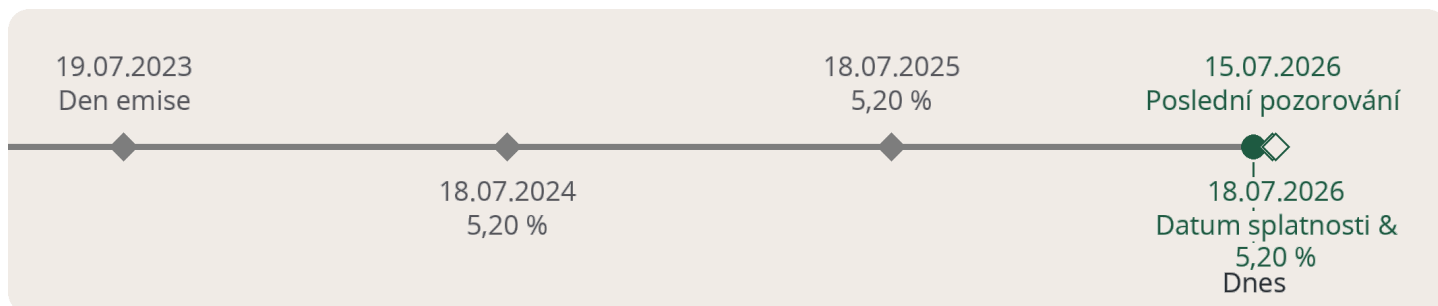 19.07.2023
Den emise
18.07.2024
5,20 %
18.07.2025
5,20 %
15.07.2026
Poslední pozorování
18.07.2026
Datum splatnosti &
5,20 %
Dnes